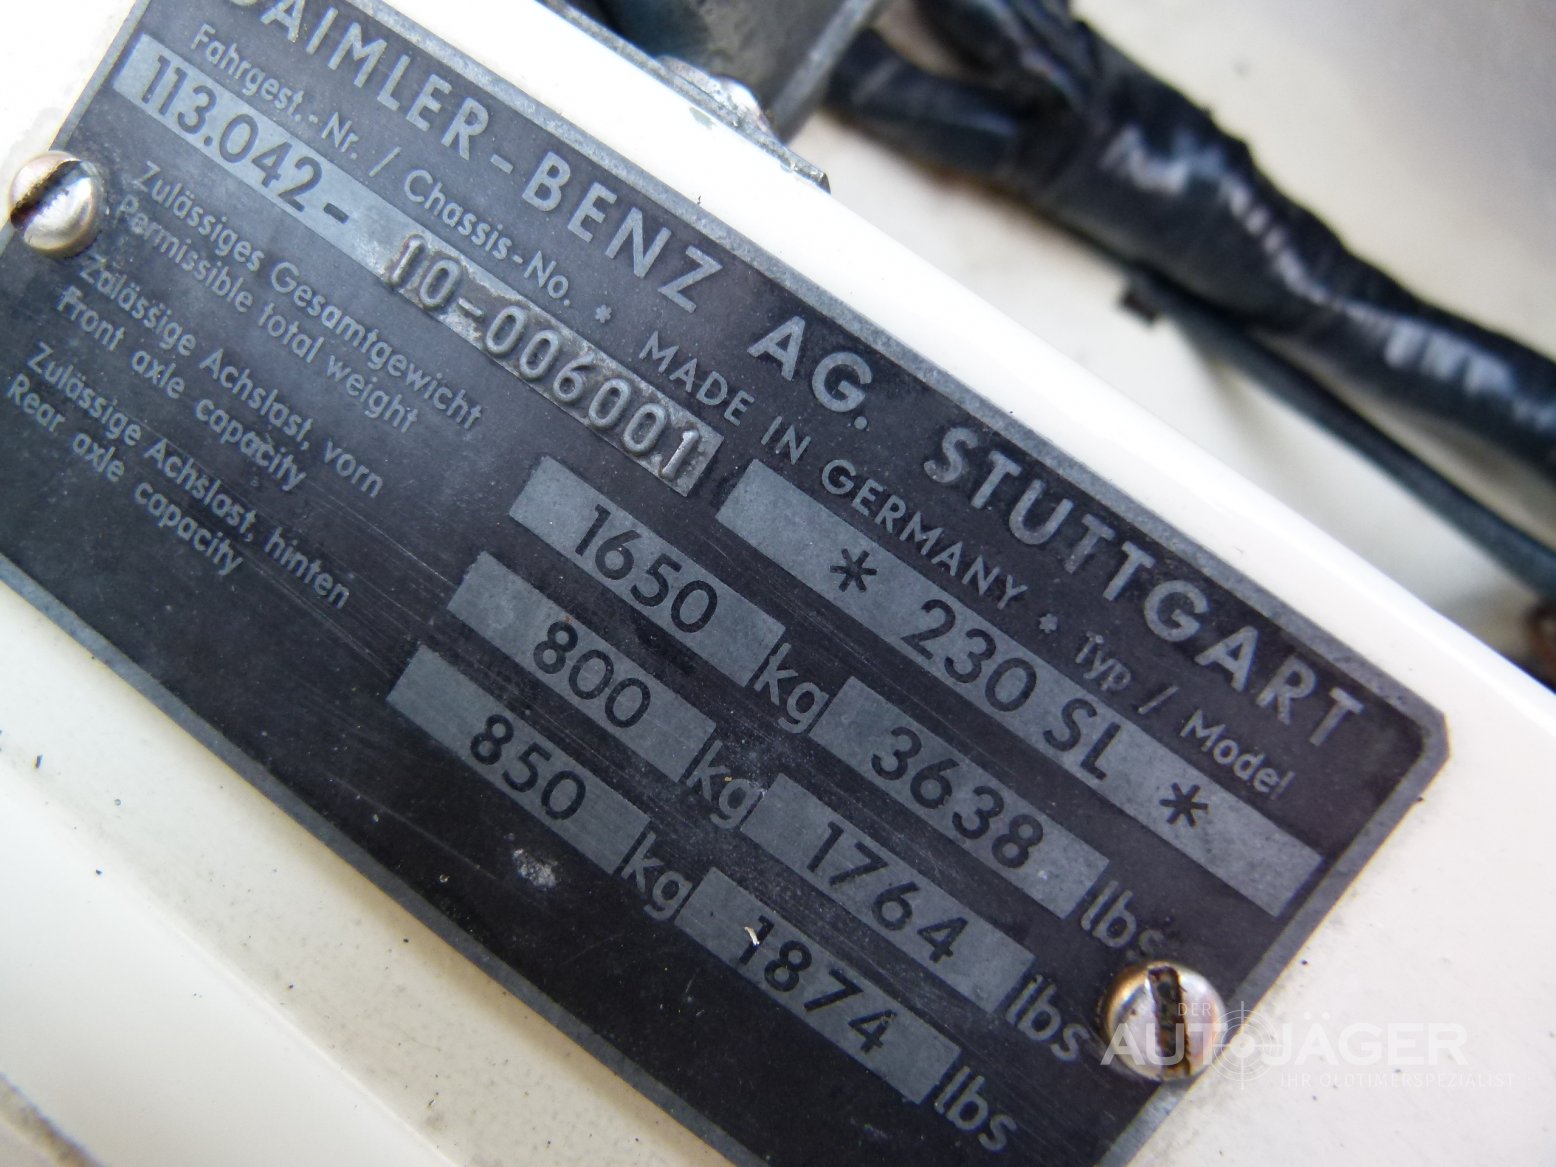 DAIMLER-BENZ AG. STUTTGART
Fahrgest.-Nr. / Chassis-No. * MADE IN GERMANY * Typ / Model
113.042- 10-006001 * 230 SL *
Zulässiges Gesamtgewicht
Permissible total weight
1650 kg 3638 lbs
Zulässige Achslast, vorn
Front axle capacity
800 kg 1764 lbs
Zulässige Achslast, hinten
Rear axle capacity
850 kg 1874 lbs
DER
AUTOJÄGER
IHR OLDTIMERSPEZIALIST